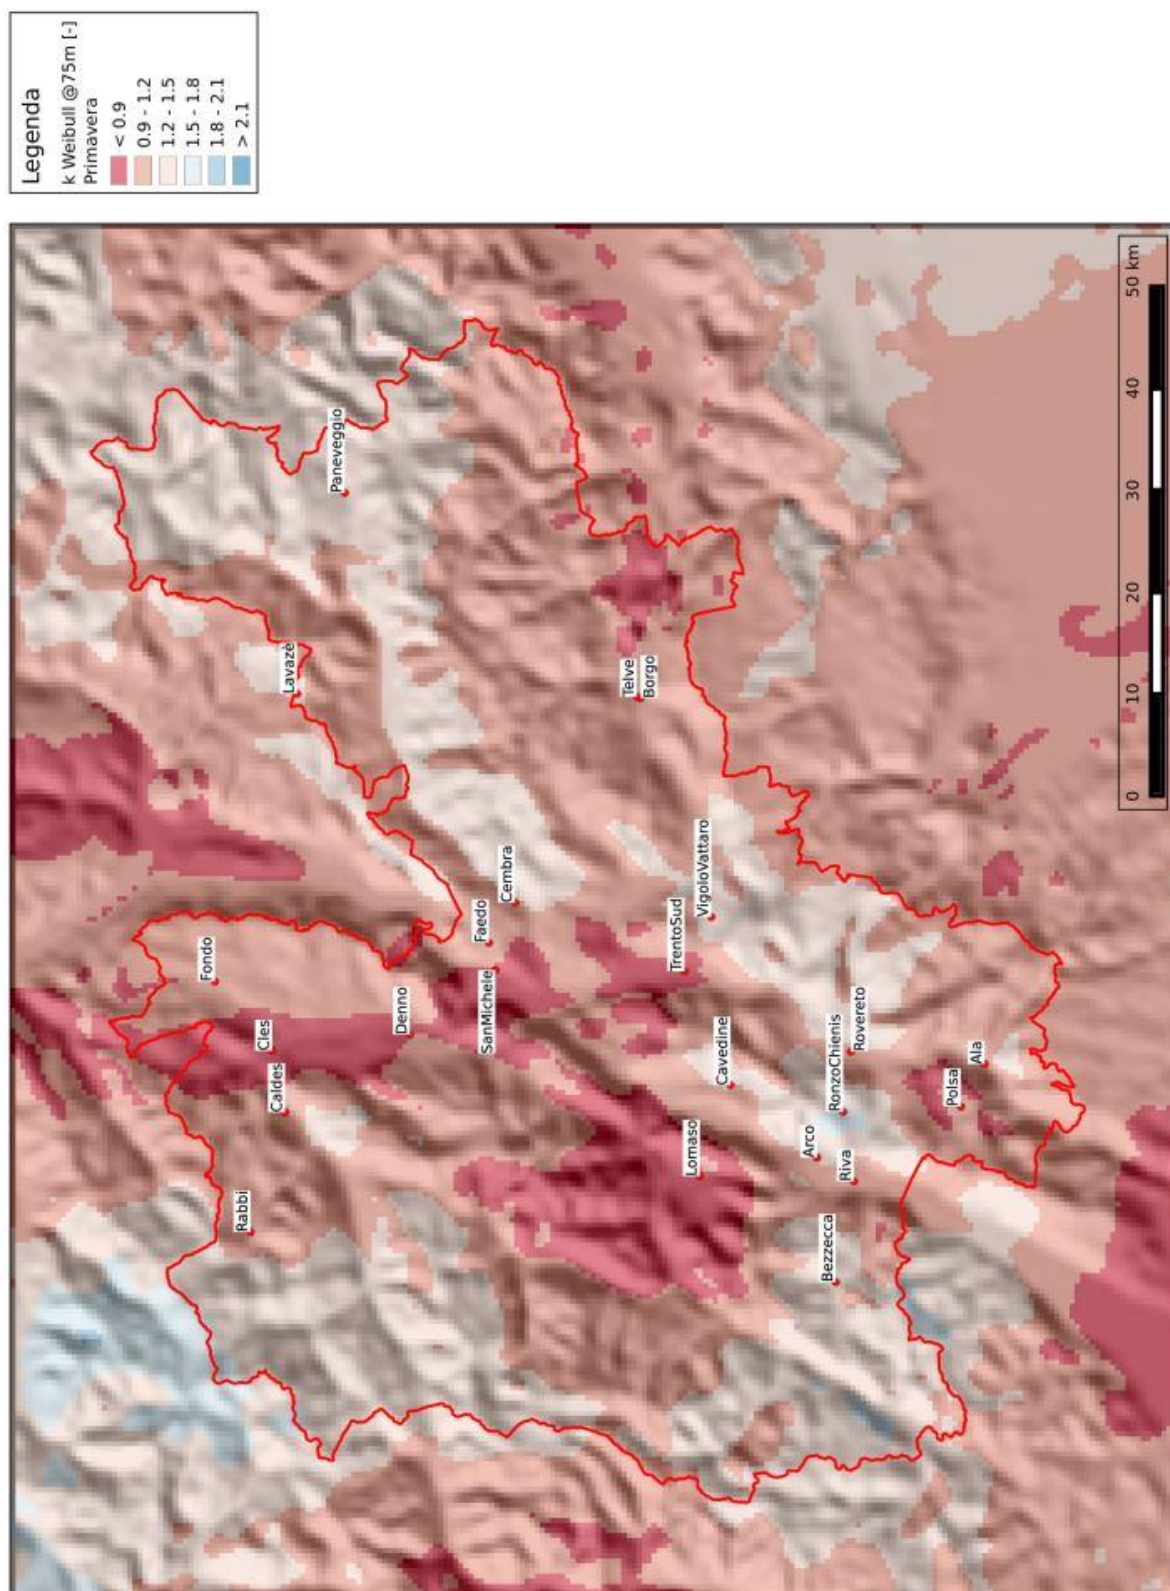 Legenda
k Weibull @75m [-]
Primavera
< 0.9
0.9 - 1.2
1.2 - 1.5
1.5 - 1.8
1.8 - 2.1
> 2.1
Paneveggio
Lavazè
Fondo
Cles
Caldes
Rabbi
Denno
Cembra
Faedo
SanMichele
Telve
Borgo
TrentoSud
VigoloVattaro
Cavedine
Lomaso
Arco
Riva
RonzoChienis
Rovereto
Bezzecca
Polsa
Ala
0 10 20 30 40 50 km